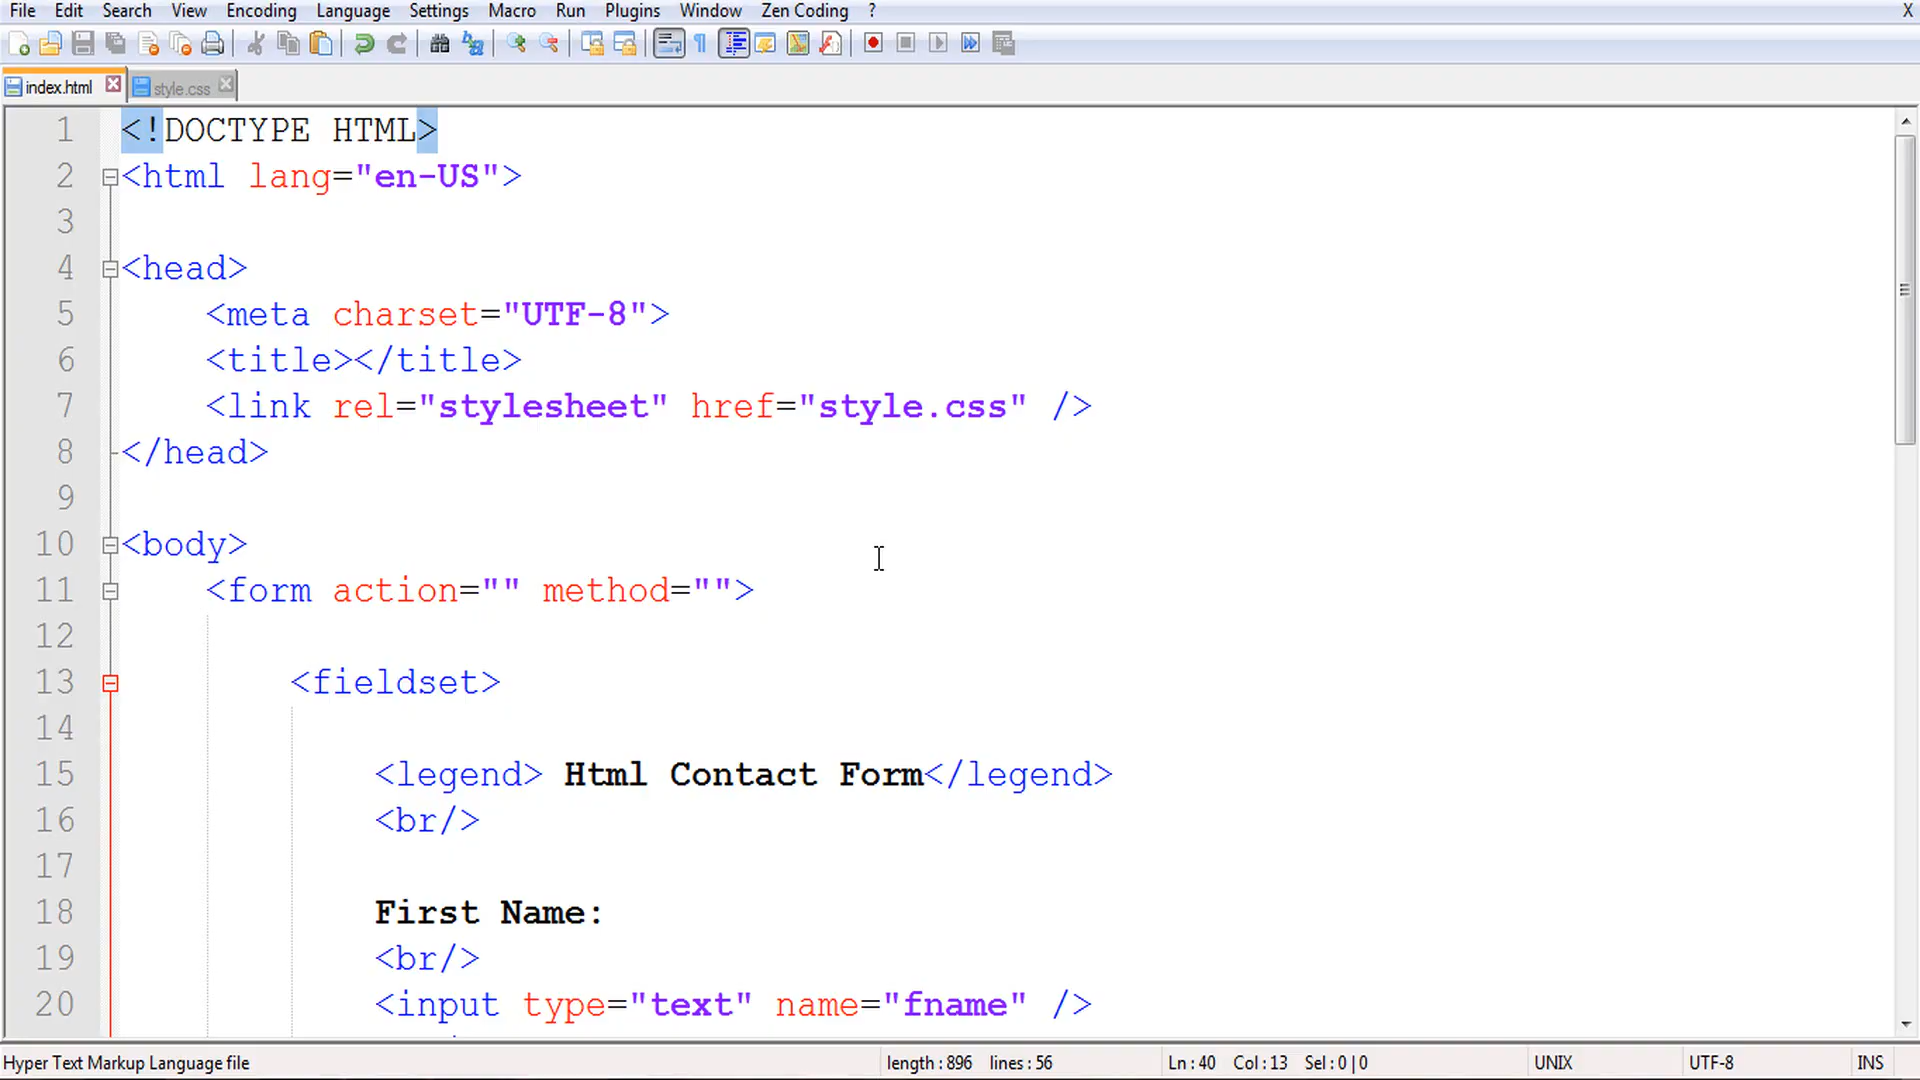 File Edit Search View Encoding Language Settings Macro Run Plugins Window Zen Coding ? X
index.html style.css
1 <!DOCTYPE HTML>
2 <html lang="en-US">
3
4 <head>
5 <meta charset="UTF-8">
6 <title></title>
7 <link rel="stylesheet" href="style.css" />
8 </head>
9
10 <body>
11 <form action="" method="">
12
13 <fieldset>
14
15 <legend> Html Contact Form</legend>
16 <br/>
17
18 First Name:
19 <br/>
20 <input type="text" name="fname" />
Hyper Text Markup Language file length : 896 lines : 56 Ln : 40 Col : 13 Sel : 0 | 0 UNIX UTF-8 INS